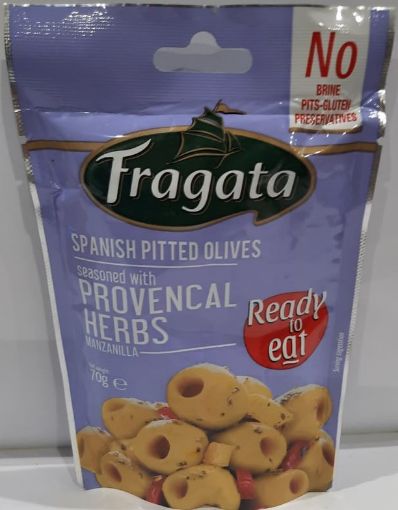 No
BRINE
PITS-GLUTEN
PRESERVATIVES
Fragata
SPANISH PITTED OLIVES
seasoned with
PROVENCAL
HERBS
MANZANILLA
Ready
to
eat
70g e